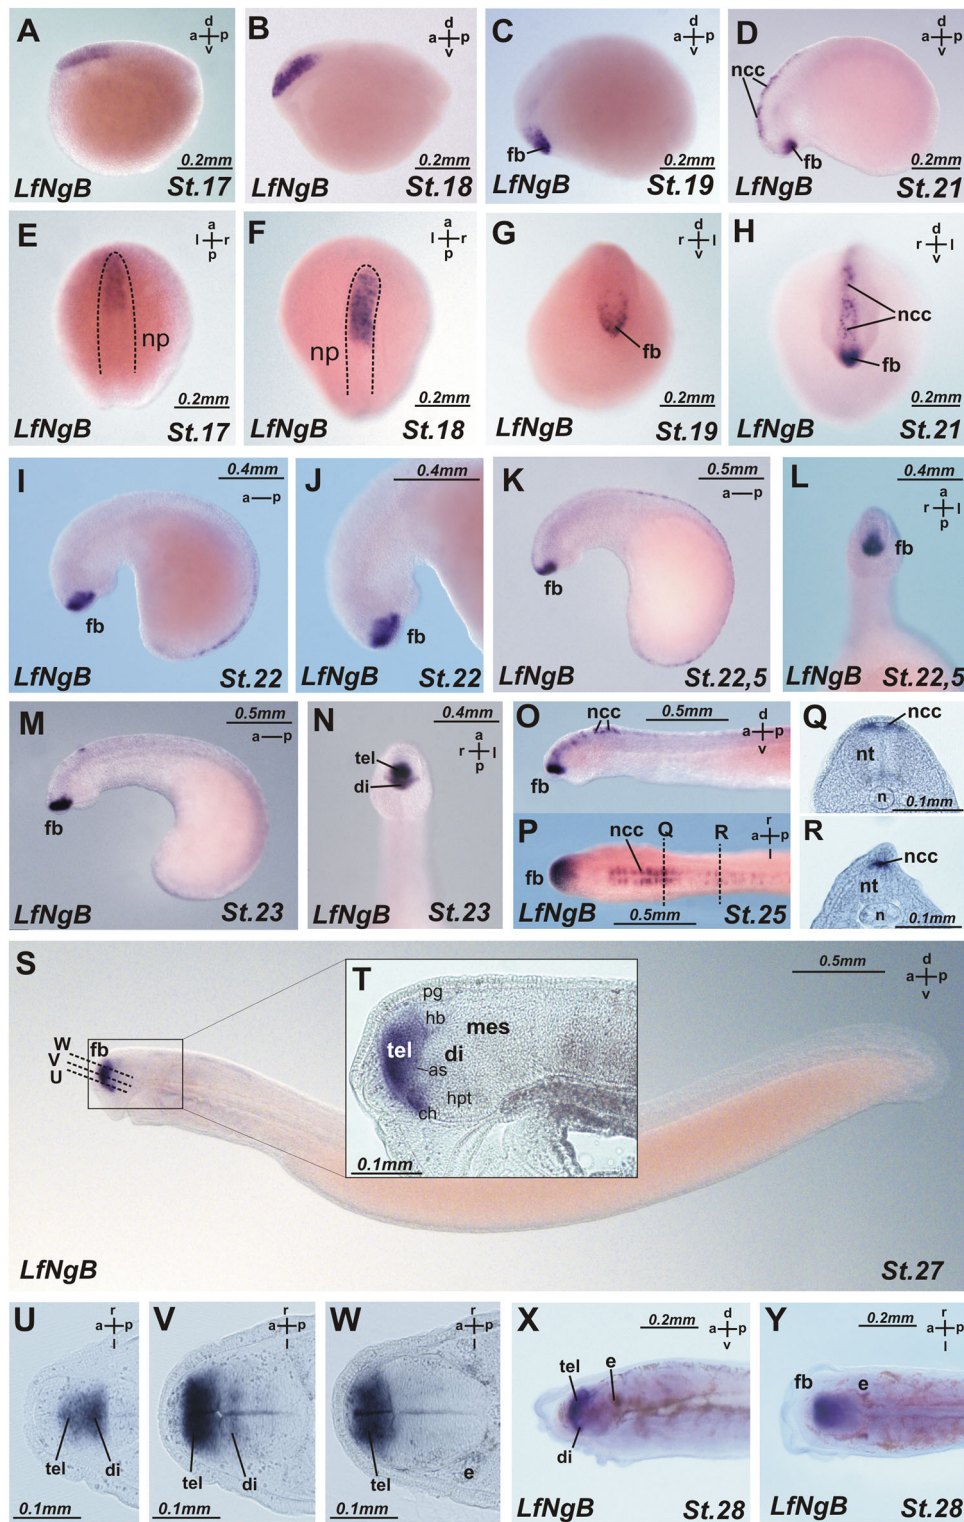 A
d
a p
v
0.2mm
LfNgB St.17
B
d
a p
v
0.2mm
LfNgB St.18
C
d
a p
v
fb
0.2mm
LfNgB St.19
D
d
a p
v
ncc
fb
0.2mm
LfNgB St.21
E
a
l r
p
np
0.2mm
LfNgB St.17
F
a
l r
p
np
0.2mm
LfNgB St.18
G
d
r l
v
fb
0.2mm
LfNgB St.19
H
d
r l
v
ncc
fb
0.2mm
LfNgB St.21
I
0.4mm
a p
fb
LfNgB St.22
J
0.4mm
fb
LfNgB St.22
K
0.5mm
a p
fb
LfNgB St.22,5
L
0.4mm
a
r l
p
fb
LfNgB St.22,5
M
0.5mm
a p
fb
LfNgB St.23
N
0.4mm
a
r l
p
tel
di
LfNgB St.23
O
ncc
0.5mm
d
a p
v
fb
P
ncc Q R
r
a p
l
fb
LfNgB St.25
0.5mm
Q
ncc
nt
n
0.1mm
R
ncc
nt
n
0.1mm
S
0.5mm
d
a p
v
W
V
U
fb
T
pg
hb
mes
tel
di
as
hpt
ch
0.1mm
LfNgB St.27
U
r
a p
l
tel di
0.1mm
V
r
a p
l
tel di
0.1mm
W
r
a p
l
tel
e
0.1mm
X
0.2mm
d
a p
v
tel
e
di
LfNgB St.28
Y
0.2mm
r
a p
l
fb
e
LfNgB St.28